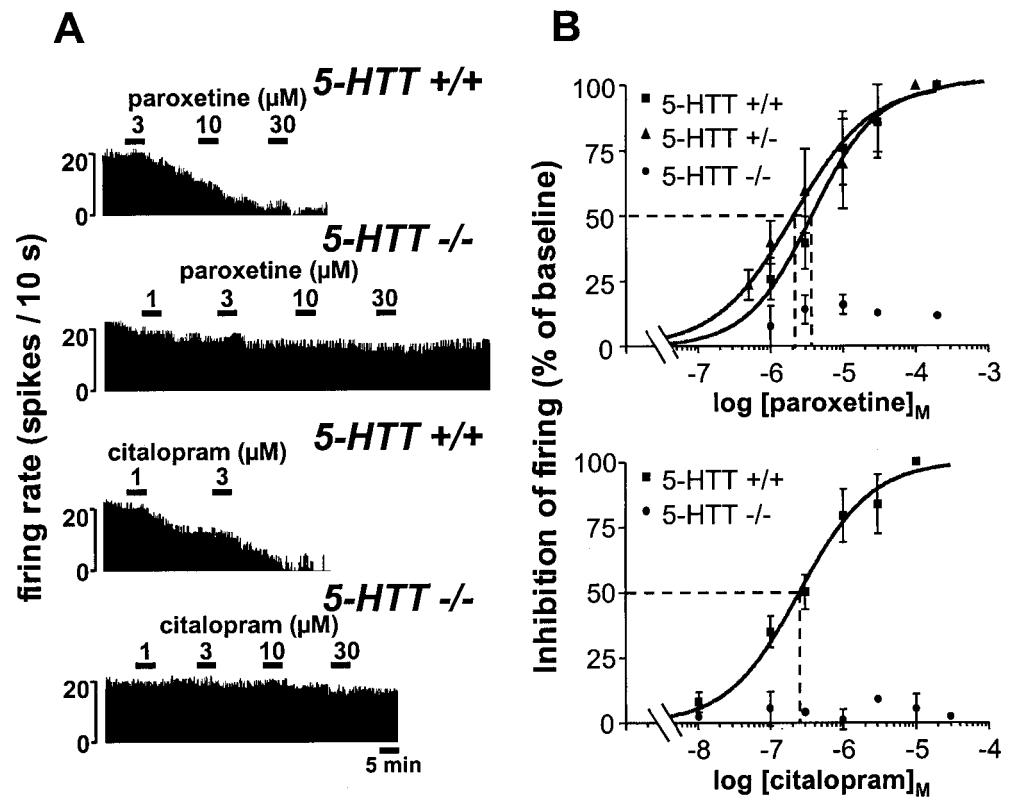 A
5-HTT +/+
paroxetine (µM)
3 10 30
20
0
5-HTT -/-
paroxetine (µM)
1 3 10 30
20
0
5-HTT +/+
citalopram (µM)
1 3
20
0
5-HTT -/-
citalopram (µM)
1 3 10 30
20
0
5 min
firing rate (spikes / 10 s)
B
Inhibition of firing (% of baseline)
100
75
50
25
0
5-HTT +/+
5-HTT +/-
5-HTT -/-
-7 -6 -5 -4 -3
log [paroxetine]M
100
75
50
25
0
5-HTT +/+
5-HTT -/-
-8 -7 -6 -5 -4
log [citalopram]M